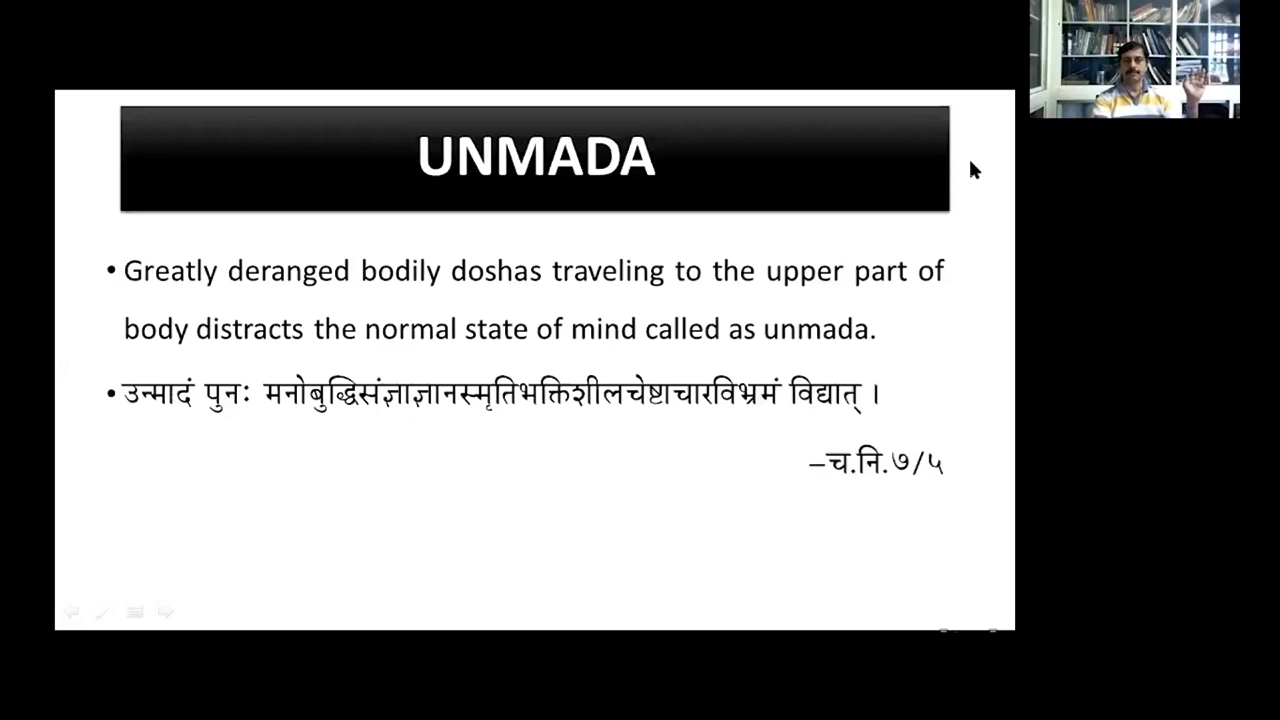 UNMADA
• Greatly deranged bodily doshas traveling to the upper part of
body distracts the normal state of mind called as unmada.
• उन्मादं पुनः मनोबुद्धिसंज्ञाज्ञानस्मृतिभक्तिशीलचेष्टाचारविभ्रमं विद्यात् ।
–च.नि.७/५